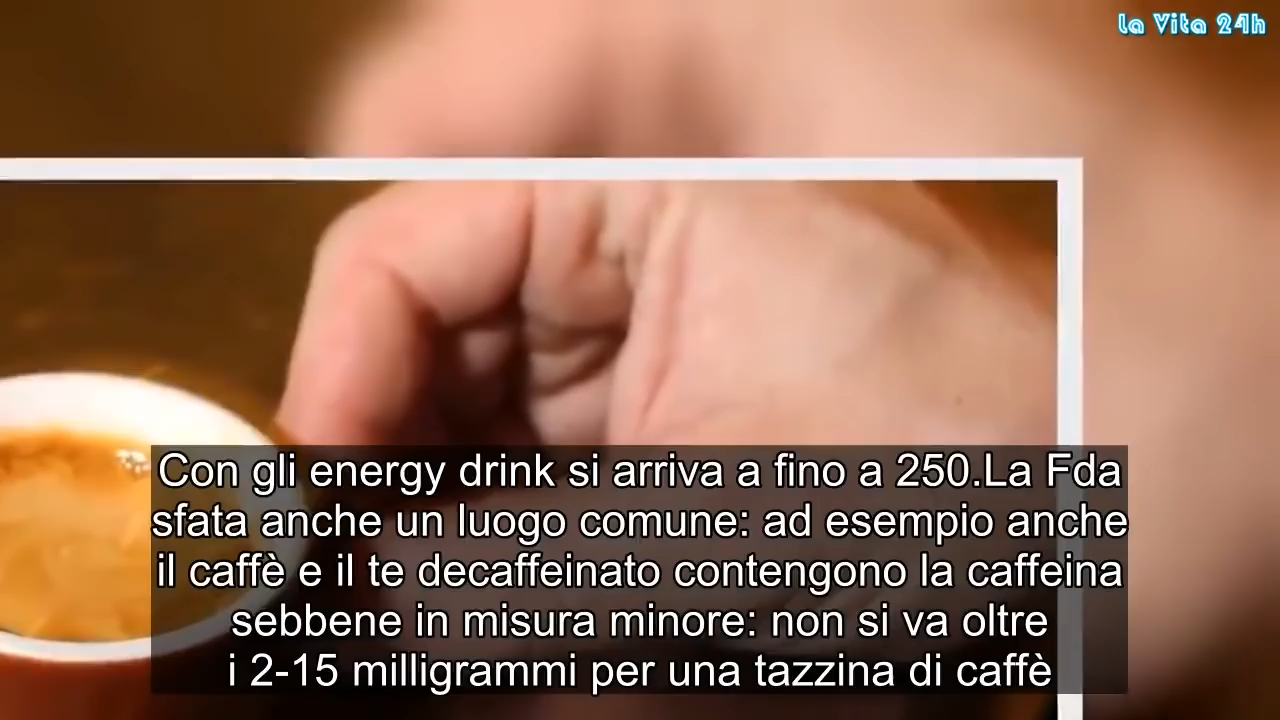 La Vita 24h
Con gli energy drink si arriva a fino a 250.La Fda
sfata anche un luogo comune: ad esempio anche
il caffè e il te decaffeinato contengono la caffeina
sebbene in misura minore: non si va oltre
i 2-15 milligrammi per una tazzina di caffè